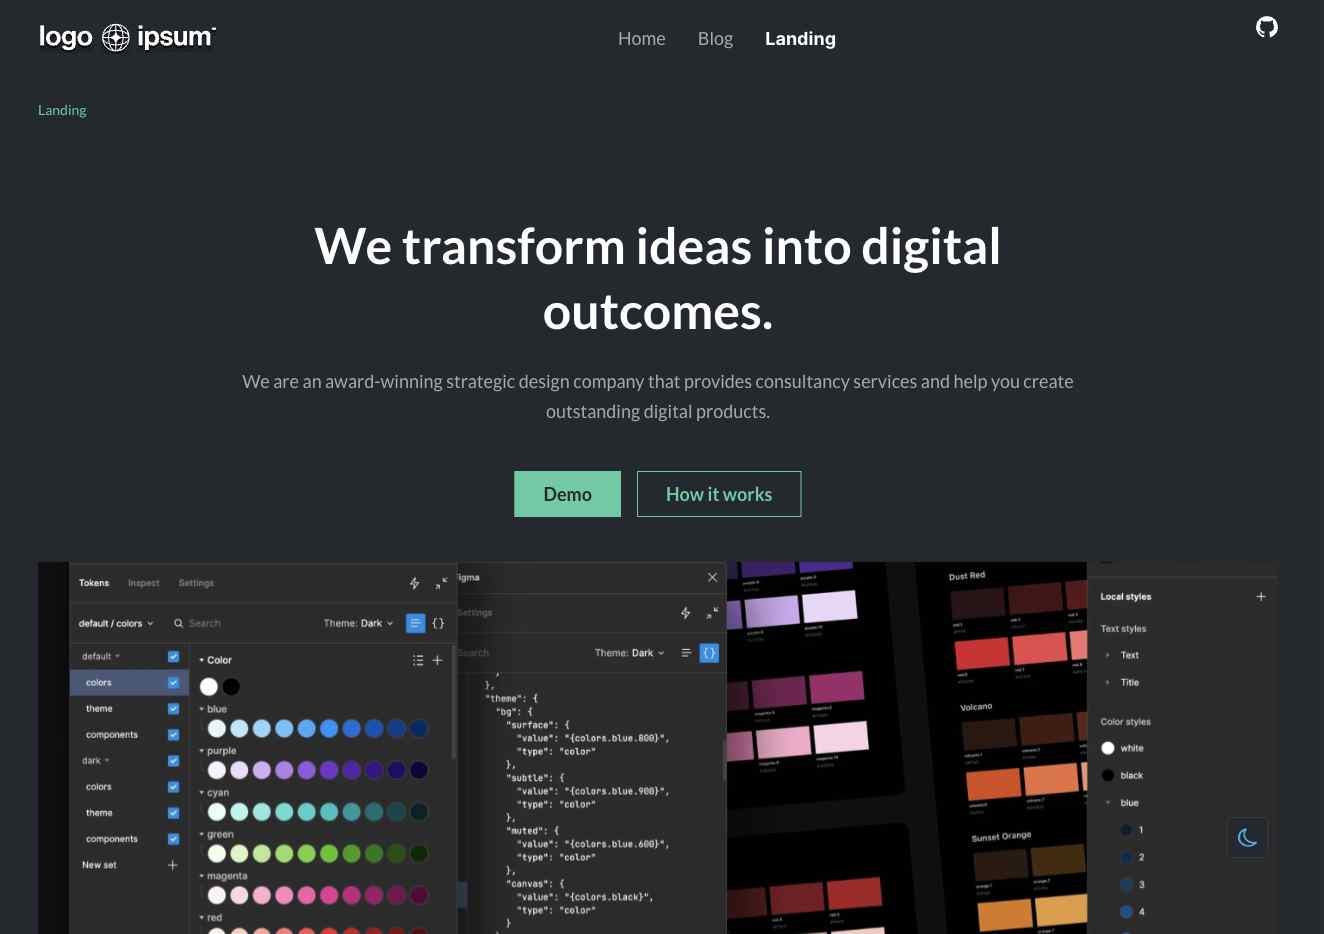 logo ipsum
Home Blog Landing
Landing
We transform ideas into digital
outcomes.
We are an award-winning strategic design company that provides consultancy services and help you create
outstanding digital products.
Demo How it works
Tokens Inspect Settings
default / colors Search Theme: Dark {}
default
colors
theme
components
dark
colors
theme
components
New set
Color
blue
purple
cyan
green
magenta
red
igma
Settings
Search Theme: Dark {}
},
"theme": {
"bg": {
"surface": {
"value": "{colors.blue.800}",
"type": "color"
},
"subtle": {
"value": "{colors.blue.900}",
"type": "color"
},
"muted": {
"value": "{colors.blue.600}",
"type": "color"
},
"canvas": {
"value": "{colors.black}",
"type": "color"
}
Dust Red
Volcano
Sunset Orange
Local styles
Text styles
Text
Title
Color styles
white
black
blue
1
2
3
4